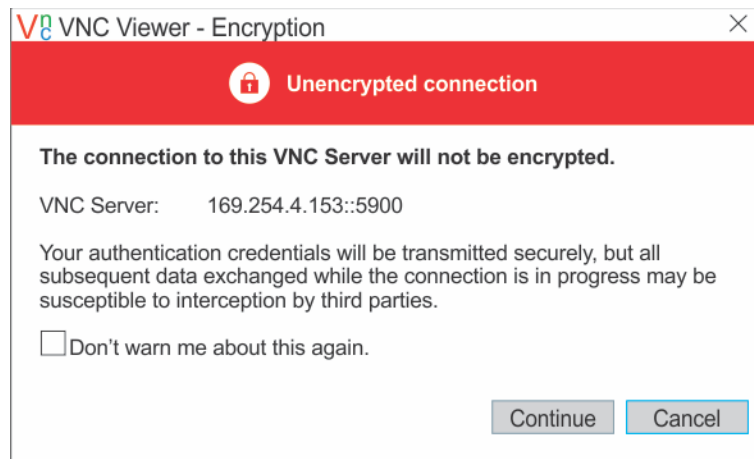 Vnc VNC Viewer - Encryption
Unencrypted connection
The connection to this VNC Server will not be encrypted.
VNC Server: 169.254.4.153::5900
Your authentication credentials will be transmitted securely, but all
subsequent data exchanged while the connection is in progress may be
susceptible to interception by third parties.
Don't warn me about this again.
Continue Cancel